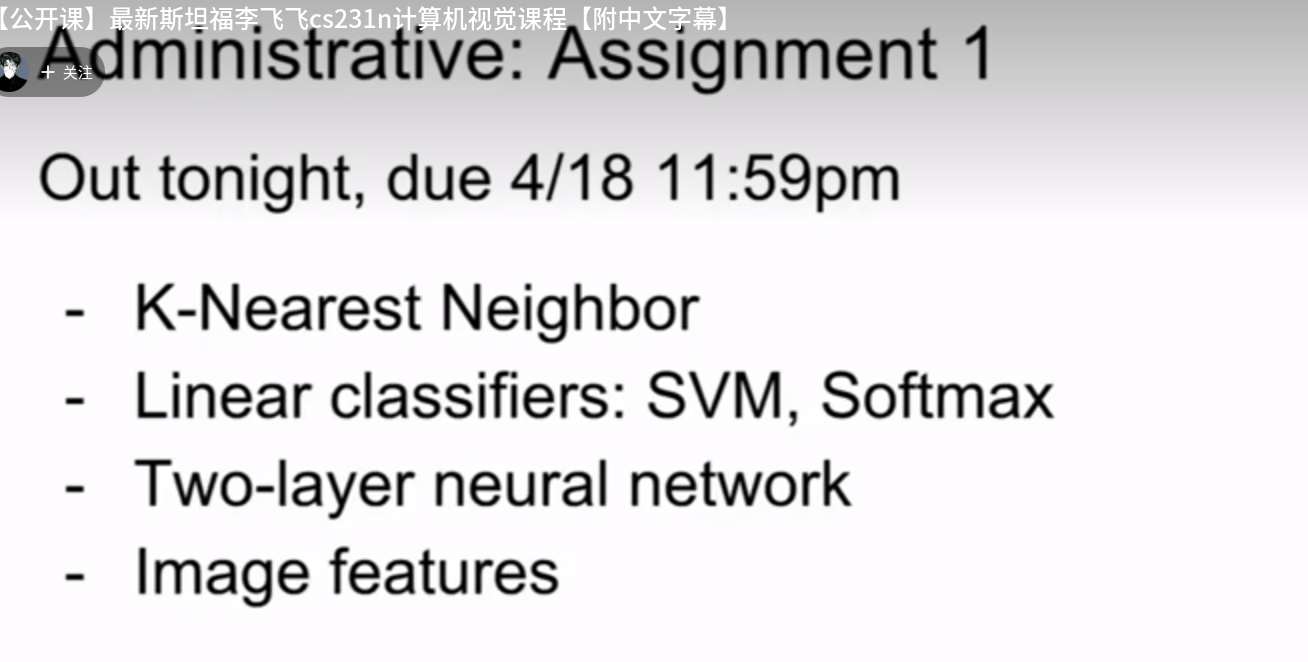 【公开课】最新斯坦福李飞飞cs231n计算机视觉课程【附中文字幕】
Administrative: Assignment 1
+ 关注
Out tonight, due 4/18 11:59pm
- K-Nearest Neighbor
- Linear classifiers: SVM, Softmax
- Two-layer neural network
- Image features